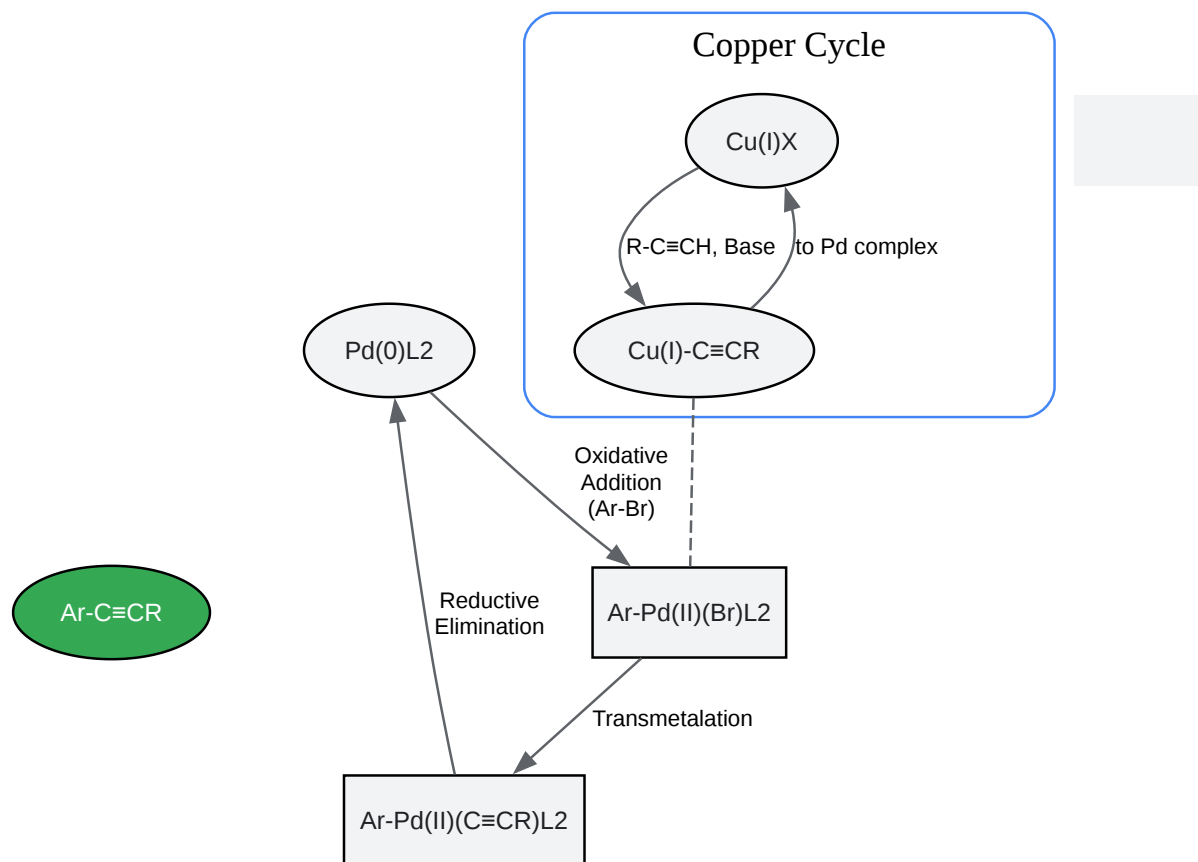 Copper Cycle
Cu(I)X
R-C≡CH, Base
to Pd complex
Pd(0)L2
Cu(I)-C≡CR
Oxidative
Addition
(Ar-Br)
Ar-C≡CR
Reductive
Elimination
Ar-Pd(II)(Br)L2
Transmetalation
Ar-Pd(II)(C≡CR)L2